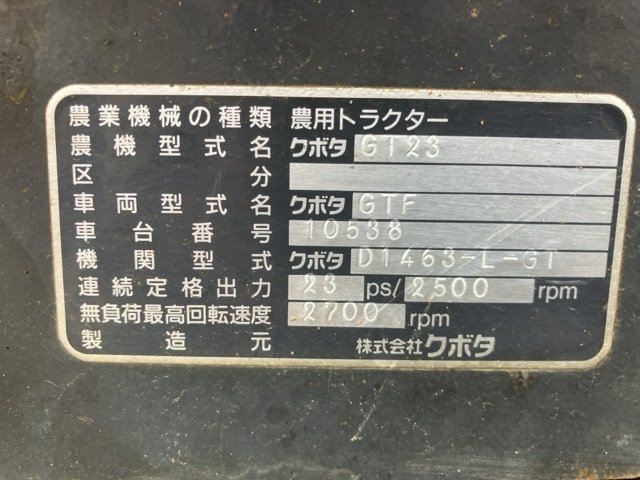 農業機械の種類 農用トラクター
農機型式名 クボタ GT23
区分
車両型式名 クボタ GTF
車台番号 10538
機関型式 クボタ D1463-L-GT
連続定格出力 23 ps/ 2500 rpm
無負荷最高回転速度 2700 rpm
製造元 株式会社クボタ